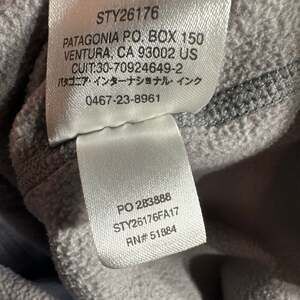 STY26176
PATAGONIA PO. BOX 150
VENTURA, CA 93002 US
CUIT:30-70924649-2
パタゴニア・インターナショナル・インク
0467-23-8961
PO 283888
STY26176FA17
RN# 51884